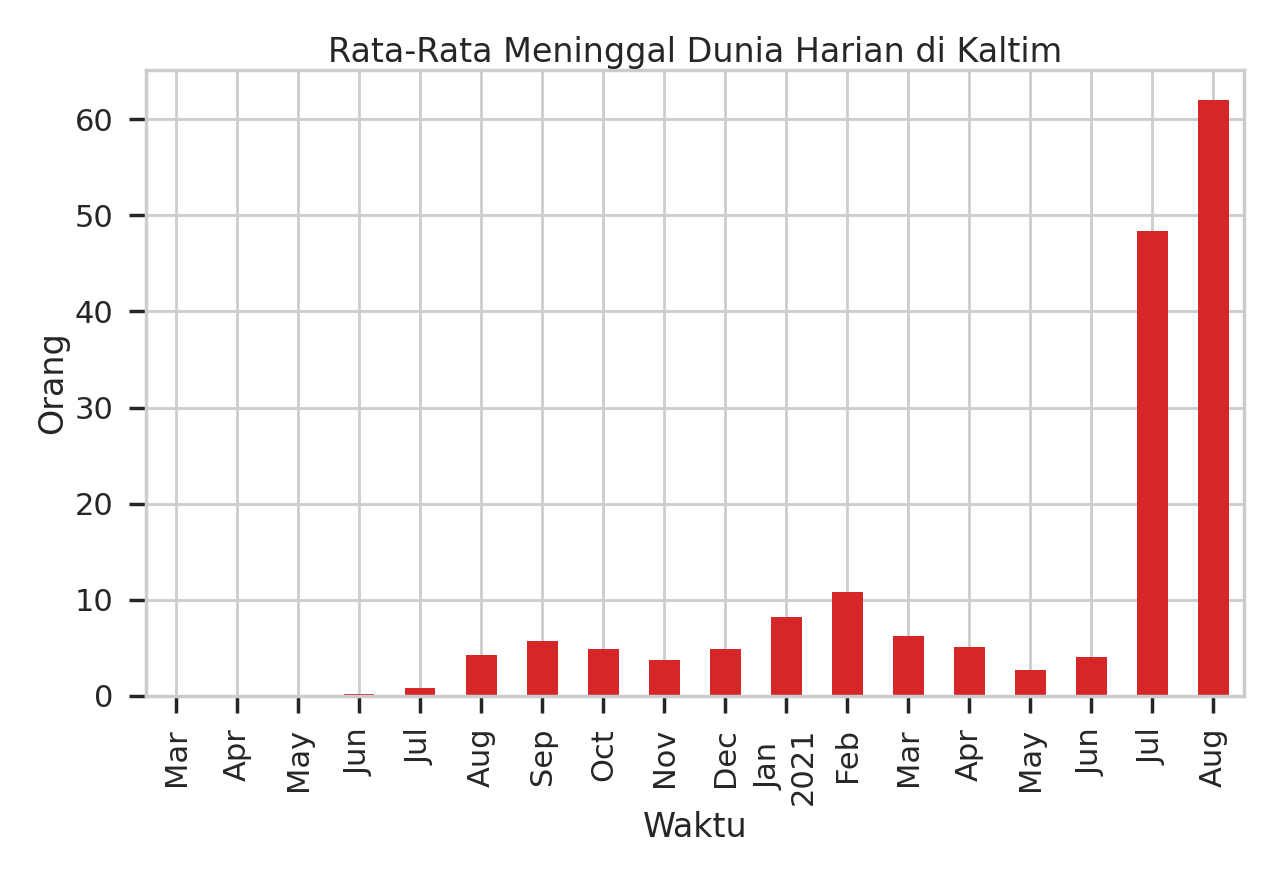 Rata-Rata Meninggal Dunia Harian di Kaltim
Orang
60
50
40
30
20
10
0
Mar
Apr
May
Jun
Jul
Aug
Sep
Oct
Nov
Dec
Jan
2021
Feb
Mar
Apr
May
Jun
Jul
Aug
Waktu